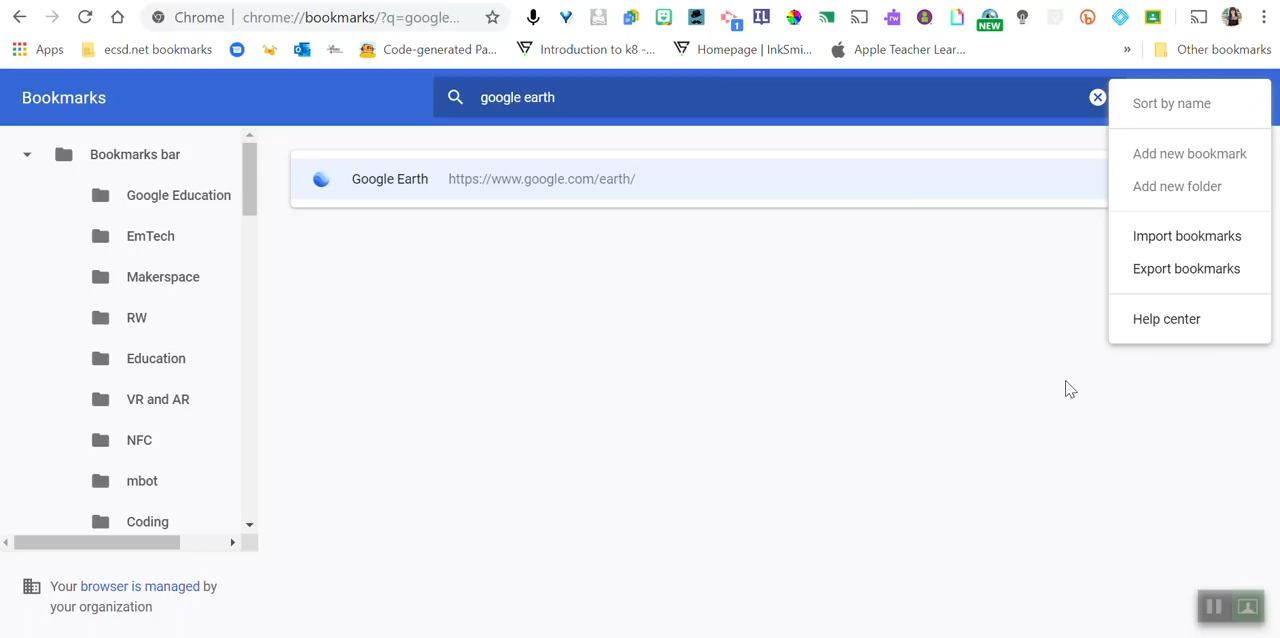 Chrome | chrome://bookmarks/?q=google...
1
NEW
Apps ecsd.net bookmarks Code-generated Pa... Introduction to k8 -... Homepage | InkSmi... Apple Teacher Lear... » Other bookmarks
Bookmarks google earth
Sort by name
Add new bookmark
Add new folder
Import bookmarks
Export bookmarks
Help center
Bookmarks bar
Google Education
EmTech
Makerspace
RW
Education
VR and AR
NFC
mbot
Coding
Google Earth https://www.google.com/earth/
Your browser is managed by
your organization